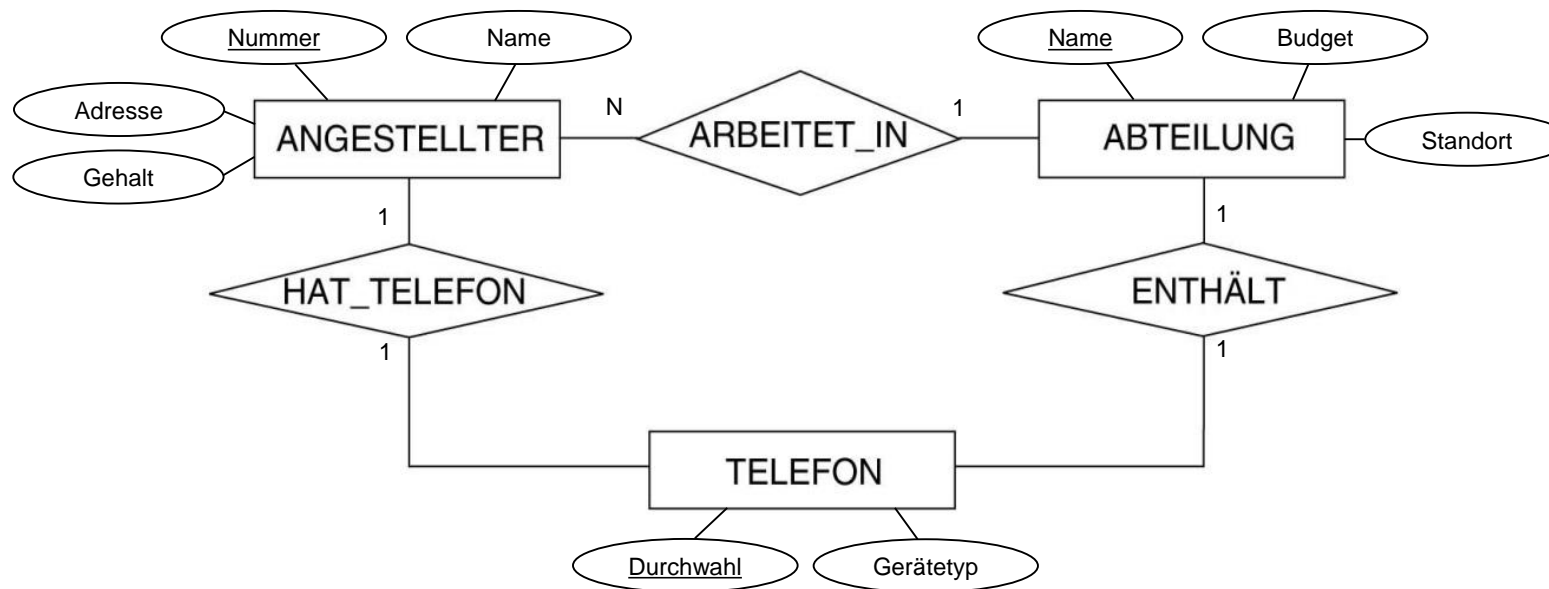 Nummer
Name
Name
Budget
Adresse
N
1
ANGESTELLTER
ARBEITET_IN
ABTEILUNG
Standort
Gehalt
1
1
HAT_TELEFON
ENTHÄLT
1
1
TELEFON
Durchwahl
Gerätetyp